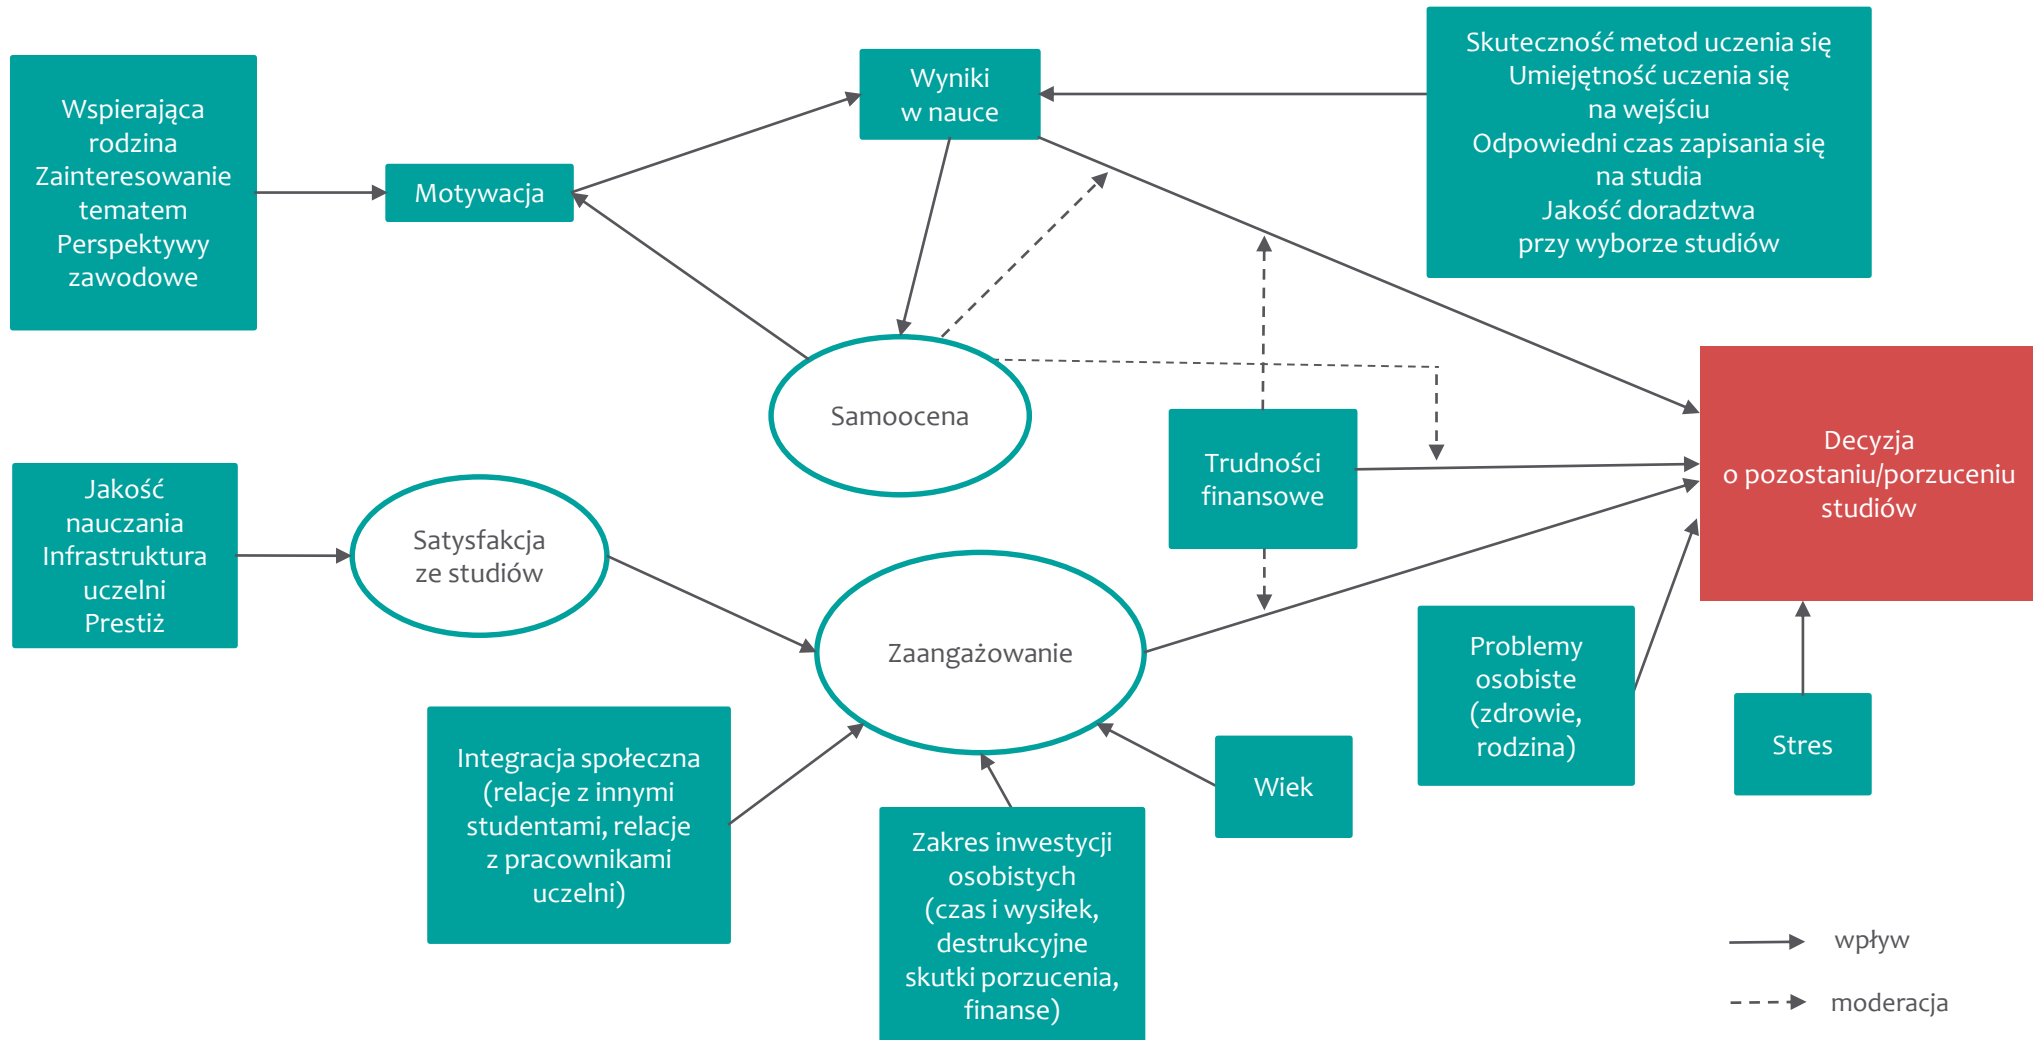 Wspierająca
rodzina
Zainteresowanie
tematem
Perspektywy
zawodowe
Motywacja
Wyniki
w nauce
Skuteczność metod uczenia się
Umiejętność uczenia się
na wejściu
Odpowiedni czas zapisania się
na studia
Jakość doradztwa
przy wyborze studiów
Samoocena
Jakość
nauczania
Infrastruktura
uczelni
Prestiż
Satysfakcja
ze studiów
Trudności
finansowe
Decyzja
o pozostaniu/porzuceniu
studiów
Zaangażowanie
Problemy
osobiste
(zdrowie,
rodzina)
Stres
Integracja społeczna
(relacje z innymi
studentami, relacje
z pracownikami
uczelni)
Zakres inwestycji
osobistych
(czas i wysiłek,
destrukcyjne
skutki porzucenia,
finanse)
Wiek
wpływ
moderacja